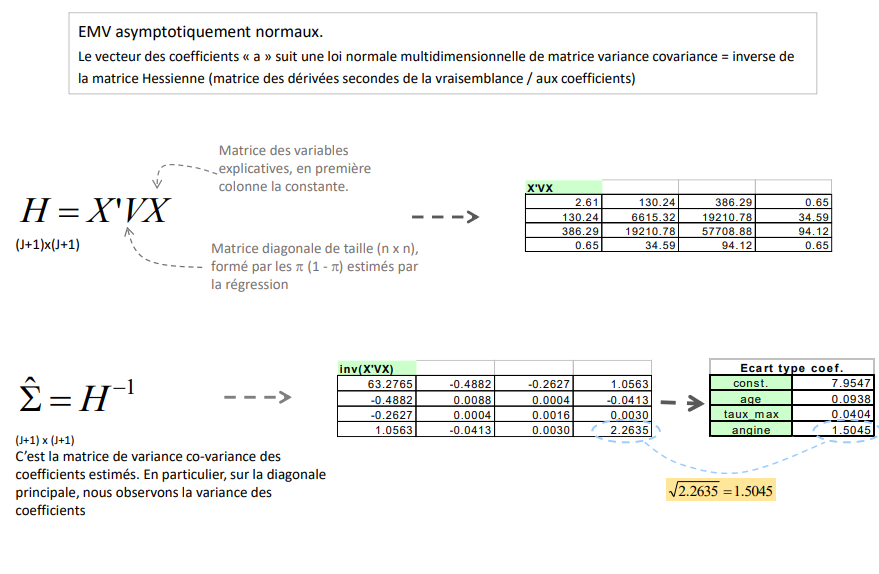 EMV asymptotiquement normaux.
Le vecteur des coefficients « a » suit une loi normale multidimensionnelle de matrice variance covariance = inverse de
la matrice Hessienne (matrice des dérivées secondes de la vraisemblance / aux coefficients)
Matrice des variables
explicatives, en première
colonne la constante.
H = X'VX
(J+1)x(J+1)
Matrice diagonale de taille (n x n),
formé par les π (1 - π) estimés par
la régression
X'VX
2.61 130.24 386.29 0.65
130.24 6615.32 19210.78 34.59
386.29 19210.78 57708.88 94.12
0.65 34.59 94.12 0.65
Σ̂ = H⁻¹
(J+1) x (J+1)
C'est la matrice de variance co-variance des
coefficients estimés. En particulier, sur la diagonale
principale, nous observons la variance des
coefficients
inv(X'VX)
63.2765 -0.4882 -0.2627 1.0563
-0.4882 0.0088 0.0004 -0.0413
-0.2627 0.0004 0.0016 0.0030
1.0563 -0.0413 0.0030 2.2635
Ecart type coef.
const. 7.9547
age 0.0938
taux_max 0.0404
angine 1.5045
√2.2635 = 1.5045